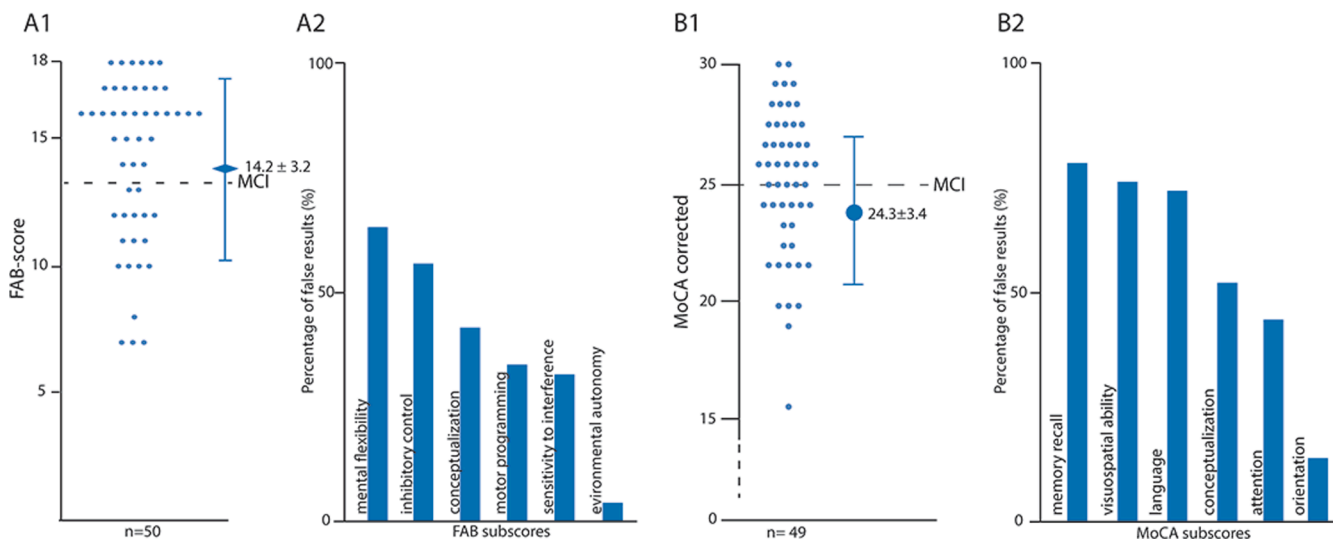 A1
FAB-score
18
15
10
5
14.2 ± 3.2
MCI
n=50
A2
Percentage of false results (%)
100
50
0
mental flexibility
inhibitory control
conceptualization
motor programming
sensitivity to interference
evironmental autonomy
FAB subscores
B1
MoCA corrected
30
25
20
15
0
MCI
24.3±3.4
n= 49
B2
Percentage of false results (%)
100
50
0
memory recall
visuospatial ability
language
conceptualization
attention
orientation
MoCA subscores